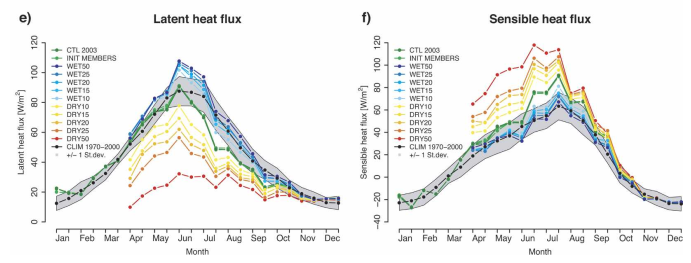 e) Latent heat flux
Latent heat flux [W/m²]
120
100
80
60
40
20
0
CTL 2003
INIT MEMBERS
WET50
WET25
WET20
WET15
WET10
DRY10
DRY15
DRY20
DRY25
DRY50
CLIM 1970–2000
+/− 1 St.dev.
Jan Feb Mar Apr May Jun Jul Aug Sep Oct Nov Dec
Month
f) Sensible heat flux
Sensible heat flux [W/m²]
120
100
80
60
40
20
0
−20
−40
CTL 2003
INIT MEMBERS
WET50
WET25
WET20
WET15
WET10
DRY10
DRY15
DRY20
DRY25
DRY50
CLIM 1970–2000
+/− 1 St.dev.
Jan Feb Mar Apr May Jun Jul Aug Sep Oct Nov Dec
Month